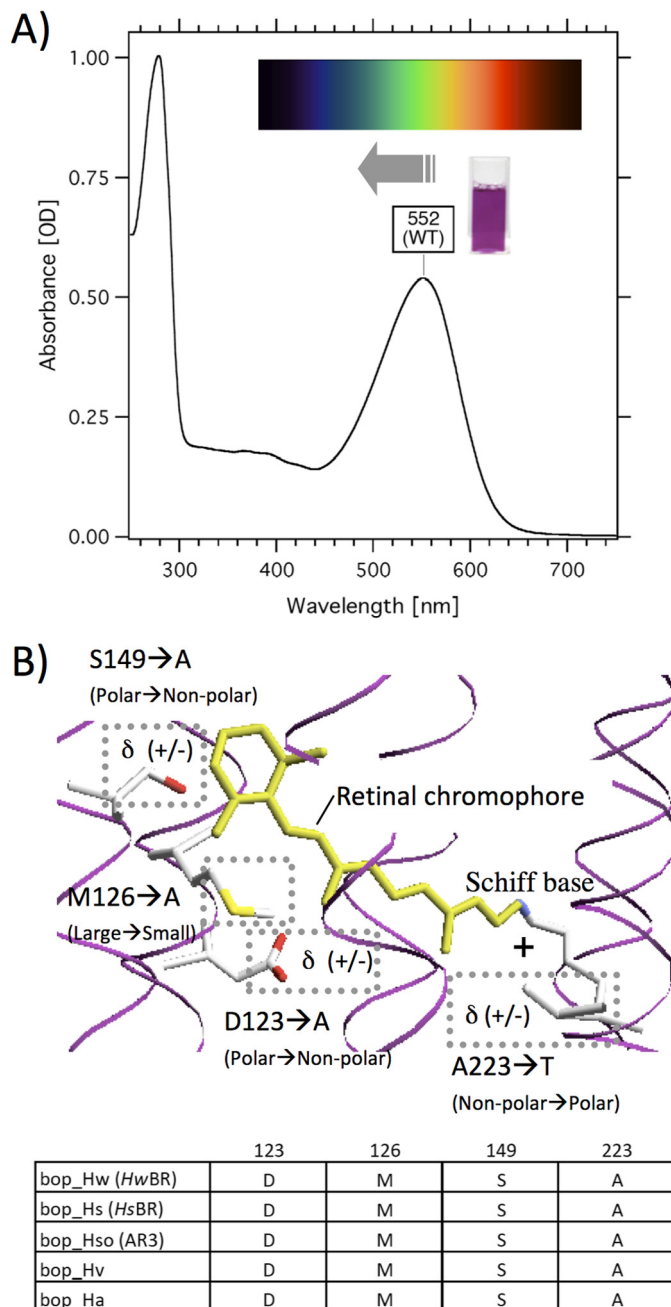 A)
1.00
0.75
0.50
0.25
0.00
Absorbance [OD]
552
(WT)
300 400 500 600 700
Wavelength [nm]
B)
S149→A
(Polar→Non-polar)
δ (+/-)
Retinal chromophore
M126→A
(Large→Small)
Schiff base
+
δ (+/-)
D123→A
(Polar→Non-polar)
δ (+/-)
A223→T
(Non-polar→Polar)
123 126 149 223
bop_Hw (HwBR) D M S A
bop_Hs (HsBR) D M S A
bop_Hso (AR3) D M S A
bop_Hv D M S A
bop_Ha D M S A